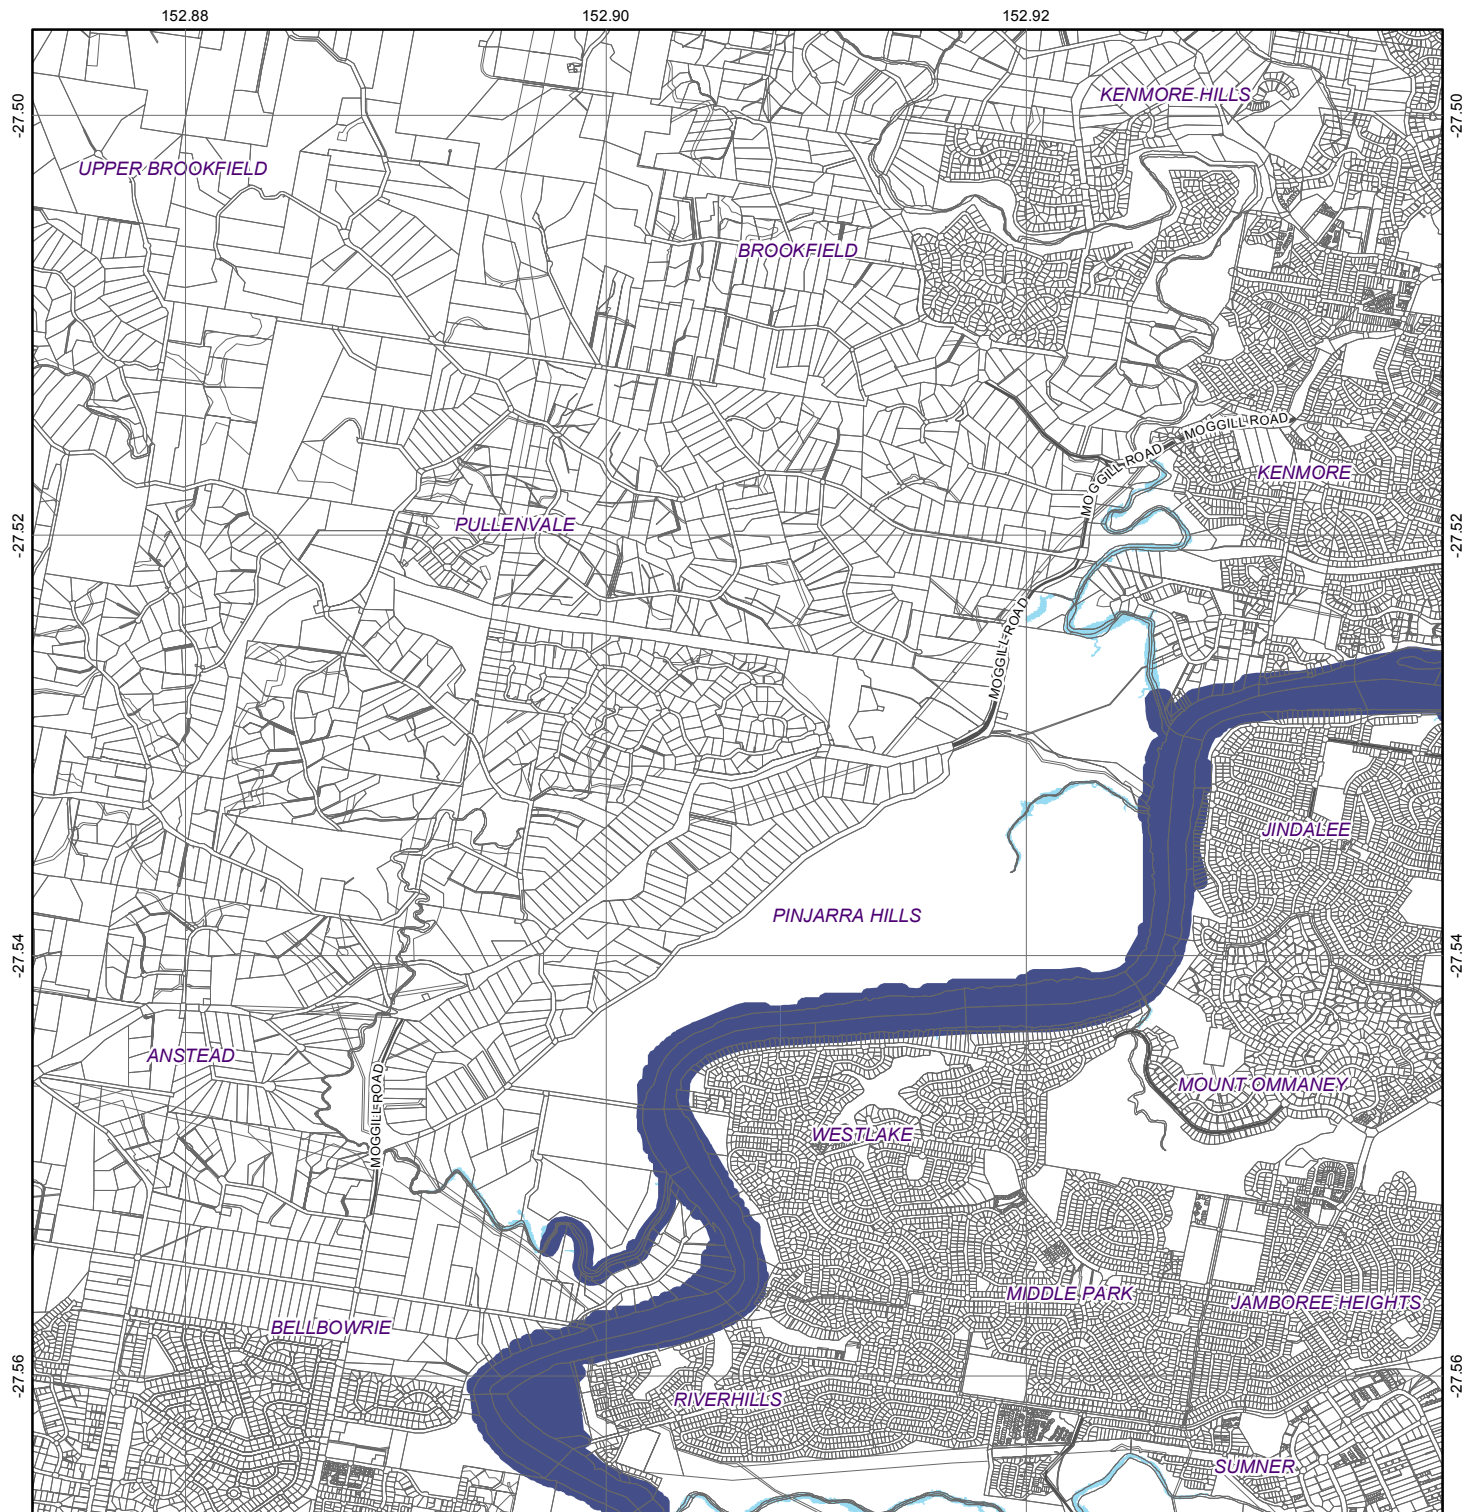 152.88
152.90
152.92
-27.50
-27.50
KENMORE HILLS
UPPER BROOKFIELD
BROOKFIELD
MOGGILL ROAD
MOGGILL ROAD
KENMORE
PULLENVALE
-27.52
-27.52
MOGGILL ROAD
JINDALEE
PINJARRA HILLS
-27.54
-27.54
ANSTEAD
MOGGILL ROAD
MOUNT OMMANEY
WESTLAKE
MIDDLE PARK
JAMBOREE HEIGHTS
BELLBOWRIE
-27.56
-27.56
RIVERHILLS
SUMNER